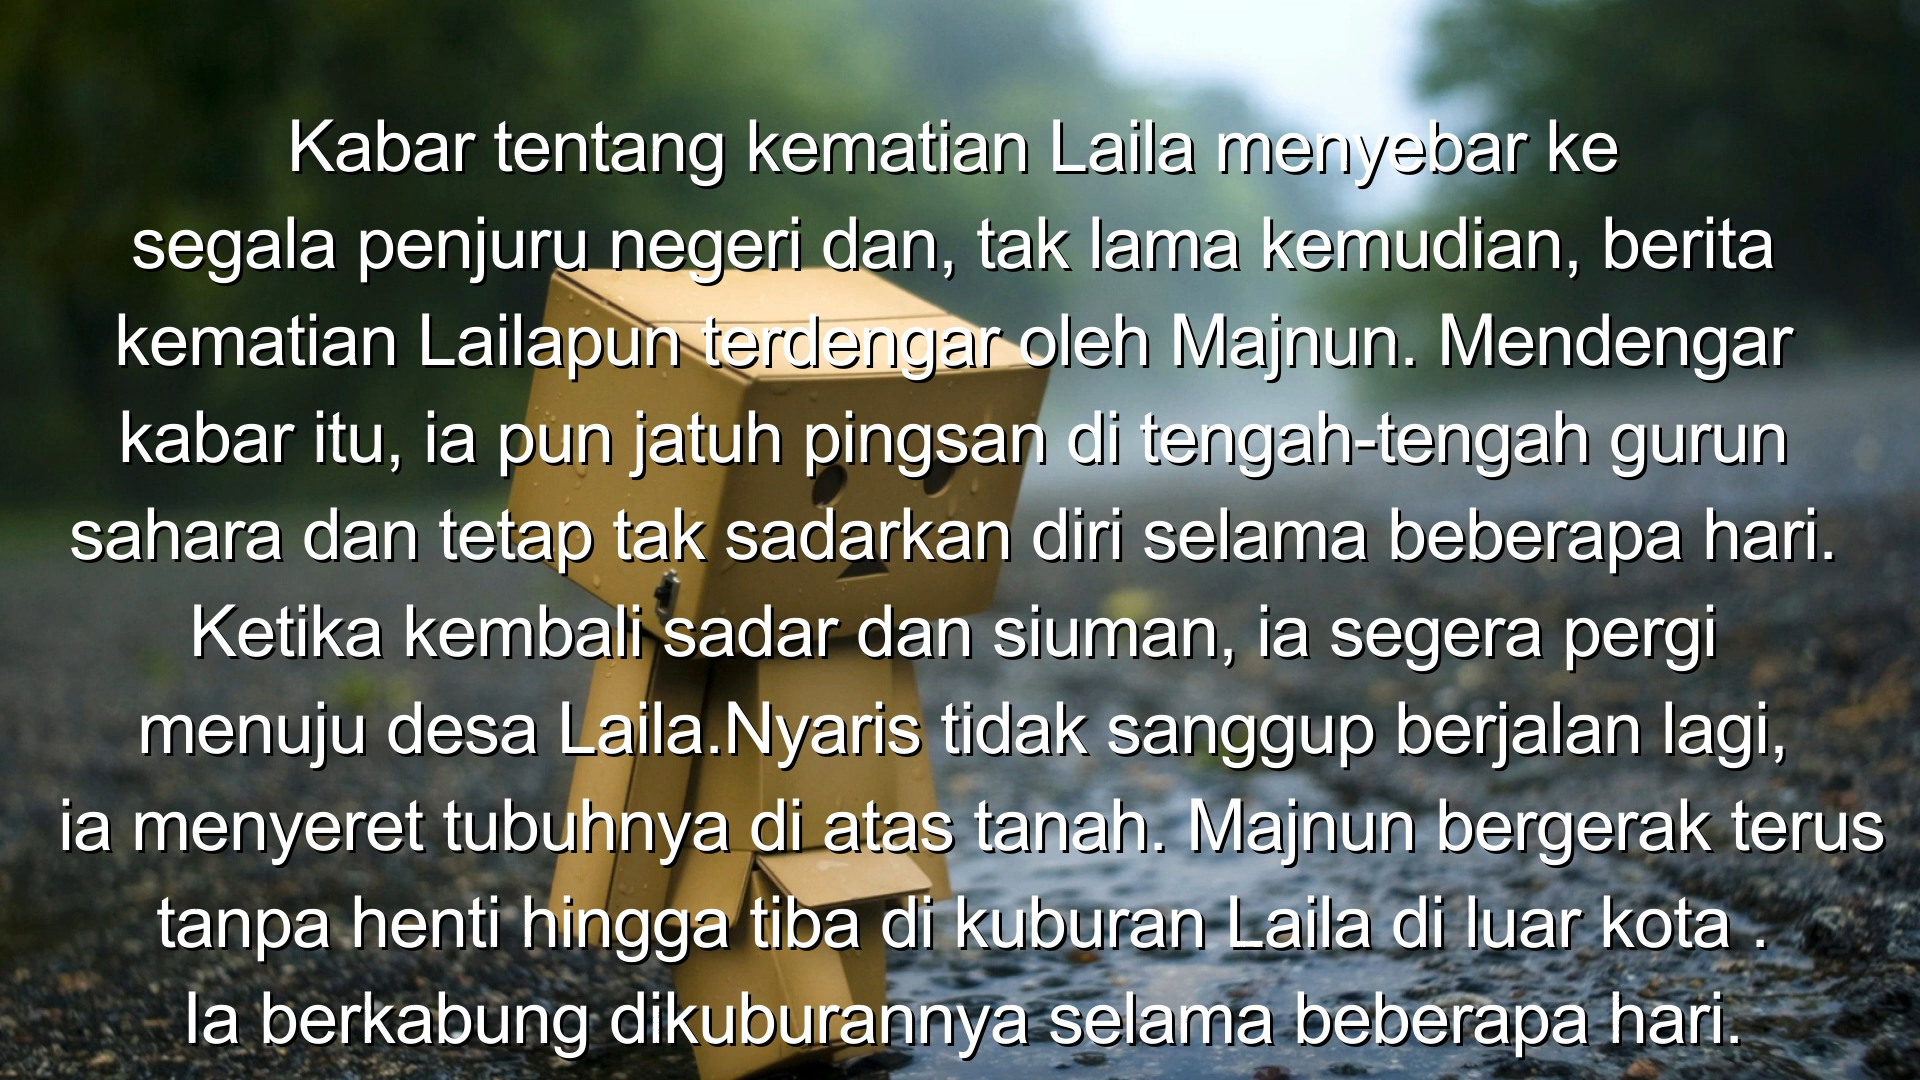 Kabar tentang kematian Laila menyebar ke
segala penjuru negeri dan, tak lama kemudian, berita
kematian Lailapun terdengar oleh Majnun. Mendengar
kabar itu, ia pun jatuh pingsan di tengah-tengah gurun
sahara dan tetap tak sadarkan diri selama beberapa hari.
Ketika kembali sadar dan siuman, ia segera pergi
menuju desa Laila.Nyaris tidak sanggup berjalan lagi,
ia menyeret tubuhnya di atas tanah. Majnun bergerak terus
tanpa henti hingga tiba di kuburan Laila di luar kota .
Ia berkabung dikuburannya selama beberapa hari.